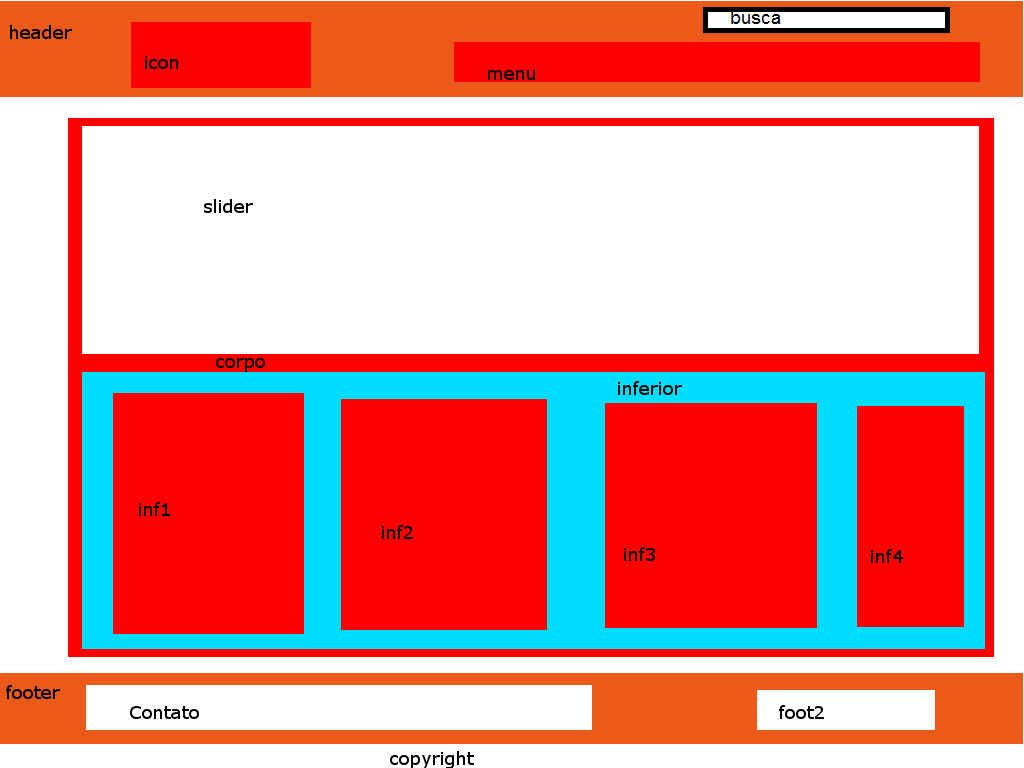 busca
header
icon
menu
slider
corpo
inferior
inf1
inf2
inf3
inf4
footer
Contato
foot2
copyright